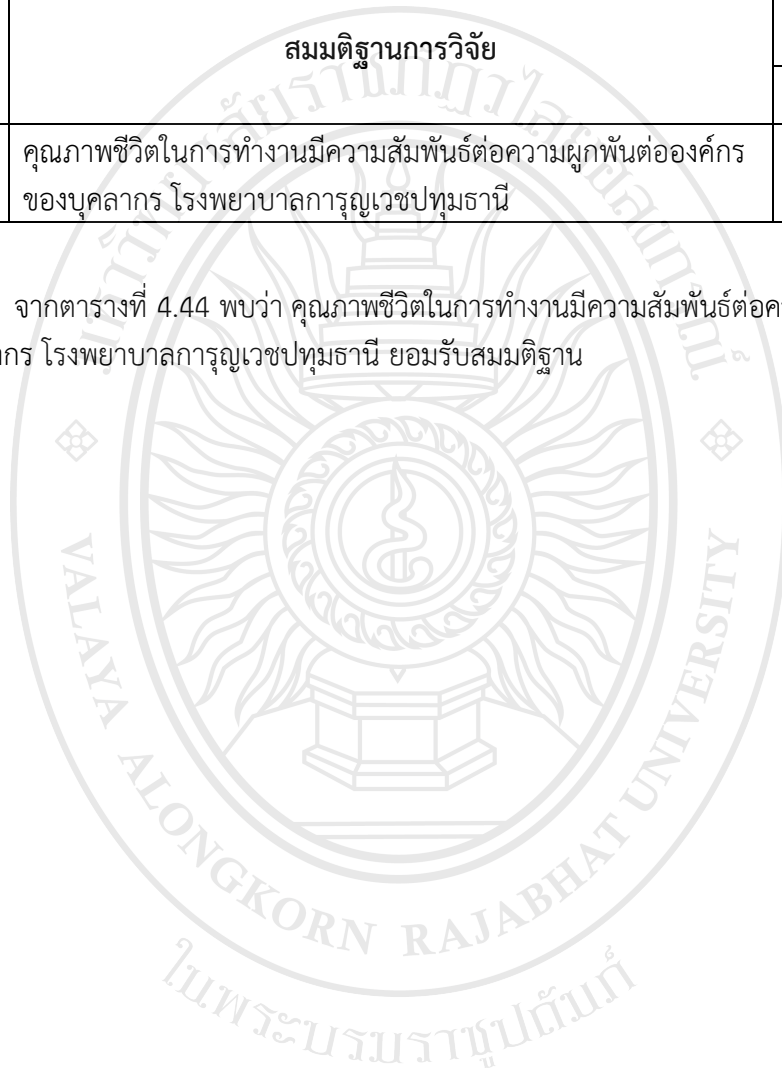 สมมติฐานการวิจัย
คุณภาพชีวิตในการทำงานมีความสัมพันธ์ต่อความผูกพันต่อองค์กร
ของบุคลากร โรงพยาบาลการุญเวชปทุมธานี
จากตารางที่ 4.44 พบว่า คุณภาพชีวิตในการทำงานมีความสัมพันธ์ต่อ
โรงพยาบาลการุญเวชปทุมธานี ยอมรับสมมติฐาน
VALAYA ALONGKORN RAJABHAT UNIVERSITY
ในพระบรมราชูปถัมภ์